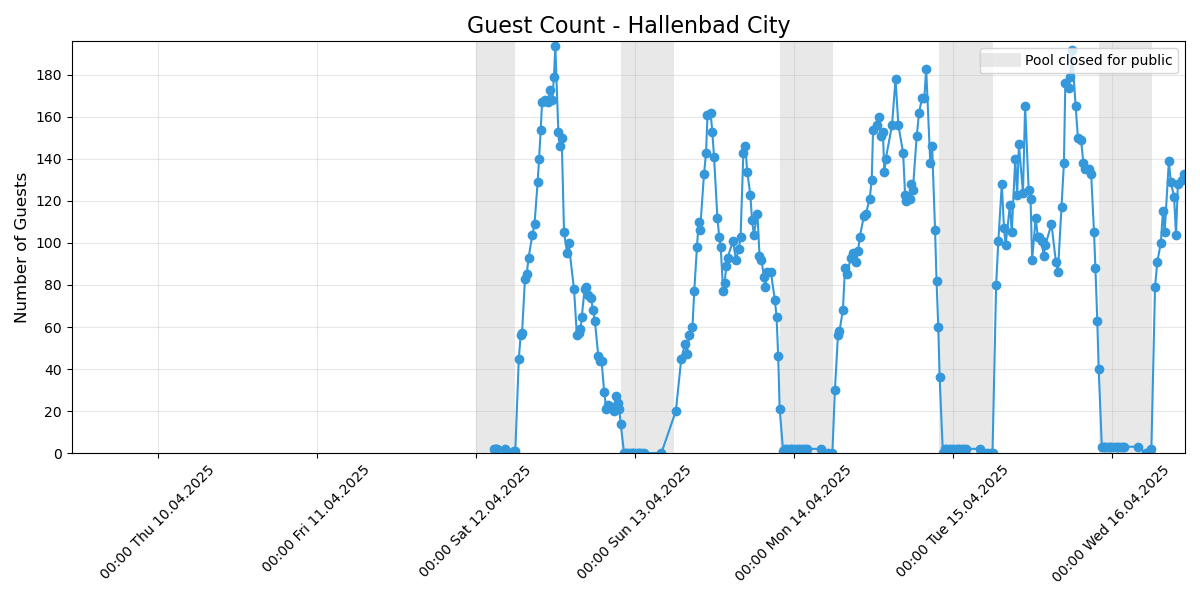 Guest Count - Hallenbad City
Pool closed for public
Number of Guests
180
160
140
120
100
80
60
40
20
0
00:00 Thu 10.04.2025
00:00 Fri 11.04.2025
00:00 Sat 12.04.2025
00:00 Sun 13.04.2025
00:00 Mon 14.04.2025
00:00 Tue 15.04.2025
00:00 Wed 16.04.2025